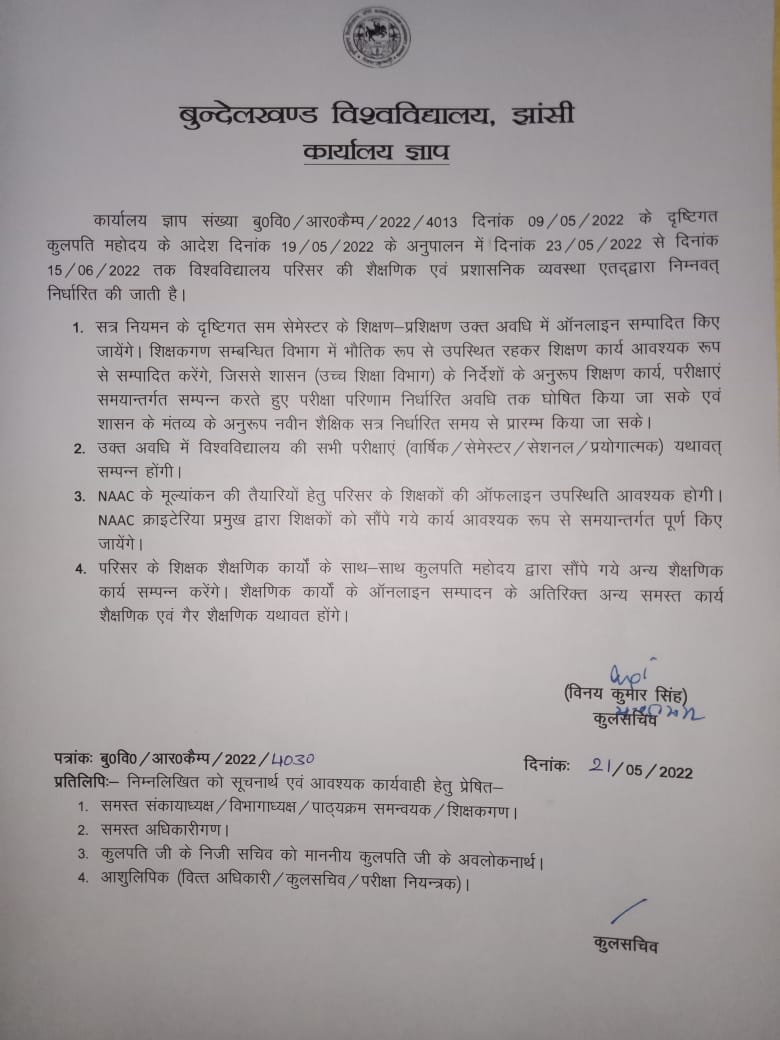 बुन्देलखण्ड विश्वविद्यालय, झांसी
कार्यालय ज्ञाप
कार्यालय ज्ञाप संख्या बु0वि0/आर0कैम्प/2022/4013 दिनांक 09/05/2022 के दृष्टिगत
कुलपति महोदय के आदेश दिनांक 19/05/2022 के अनुपालन में दिनांक 23/05/2022 से दिनांक
15/06/2022 तक विश्वविद्यालय परिसर की शैक्षणिक एवं प्रशासनिक व्यवस्था एतद्द्वारा निम्नवत्
निर्धारित की जाती है।
1. सत्र नियमन के दृष्टिगत सम सेमेस्टर के शिक्षण–प्रशिक्षण उक्त अवधि में ऑनलाइन सम्पादित किए
जायेंगे। शिक्षकगण सम्बन्धित विभाग में भौतिक रूप से उपस्थित रहकर शिक्षण कार्य आवश्यक रूप
से सम्पादित करेंगे, जिससे शासन (उच्च शिक्षा विभाग) के निर्देशों के अनुरूप शिक्षण कार्य, परीक्षाएं
समयान्तर्गत सम्पन्न करते हुए परीक्षा परिणाम निर्धारित अवधि तक घोषित किया जा सके एवं
शासन के मंतव्य के अनुरूप नवीन शैक्षिक सत्र निर्धारित समय से प्रारम्भ किया जा सके।
2. उक्त अवधि में विश्वविद्यालय की सभी परीक्षाएं (वार्षिक/सेमेस्टर/सेशनल/प्रयोगात्मक) यथावत्
सम्पन्न होंगी।
3. NAAC के मूल्यांकन की तैयारियों हेतु परिसर के शिक्षकों की ऑफलाइन उपस्थिति आवश्यक होगी।
NAAC क्राइटेरिया प्रमुख द्वारा शिक्षकों को सौंपे गये कार्य आवश्यक रूप से समयान्तर्गत पूर्ण किए
जायेंगे।
4. परिसर के शिक्षक शैक्षणिक कार्यों के साथ–साथ कुलपति महोदय द्वारा सौंपे गये अन्य शैक्षणिक
कार्य सम्पन्न करेंगे। शैक्षणिक कार्यों के ऑनलाइन सम्पादन के अतिरिक्त अन्य समस्त कार्य
शैक्षणिक एवं गैर शैक्षणिक यथावत होंगे।
(विनय कुमार सिंह)
कुलसचिव
पत्रांकः बु0वि0/आर0कैम्प/2022/4030
दिनांकः 21/05/2022
प्रतिलिपिः– निम्नलिखित को सूचनार्थ एवं आवश्यक कार्यवाही हेतु प्रेषित–
1. समस्त संकायाध्यक्ष/विभागाध्यक्ष/पाठ्यक्रम समन्वयक/शिक्षकगण।
2. समस्त अधिकारीगण।
3. कुलपति जी के निजी सचिव को माननीय कुलपति जी के अवलोकनार्थ।
4. आशुलिपिक (वित्त अधिकारी/कुलसचिव/परीक्षा नियन्त्रक)।
कुलसचिव